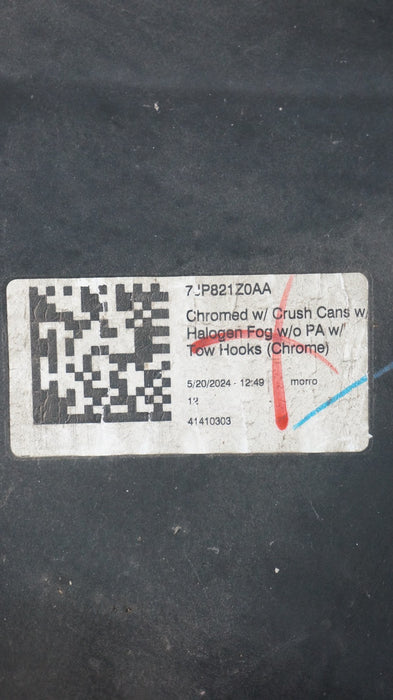 7JP821Z0AA
Chromed w/ Crush Cans w/
Halogen Fog w/o PA w/
Tow Hooks (Chrome)
5/20/2024 - 12:49 morro
12
41410303